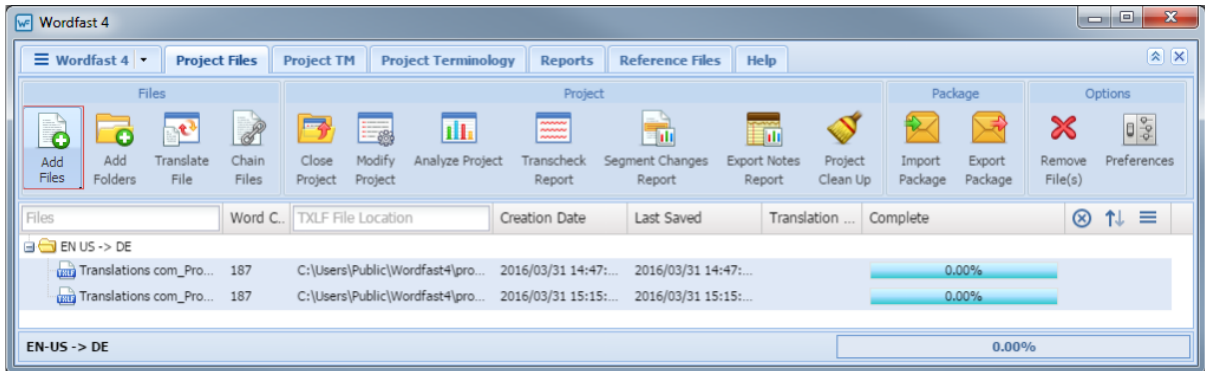 Wordfast 4
Wordfast 4 Project Files Project TM Project Terminology Reports Reference Files Help
Files Project Package Options
Add Files Add Folders Translate File Chain Files Close Project Modify Project Analyze Project Transcheck Report Segment Changes Report Export Notes Report Project Clean Up Import Package Export Package Remove File(s) Preferences
Files Word C.. TXLF File Location Creation Date Last Saved Translation ... Complete
EN US -> DE
TXLF Translations com_Pro... 187 C:\Users\Public\Wordfast4\pro... 2016/03/31 14:47:... 2016/03/31 14:47:... 0.00%
TXLF Translations com_Pro... 187 C:\Users\Public\Wordfast4\pro... 2016/03/31 15:15:... 2016/03/31 15:15:... 0.00%
EN-US -> DE 0.00%